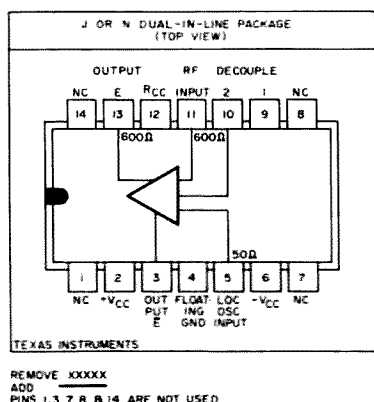 J OR N DUAL-IN-LINE PACKAGE
(TOP VIEW)
OUTPUT RF DECOUPLE
NC E RCC INPUT 2 1 NC
14 13 12 11 10 9 8
600Ω 600Ω
50Ω
1 2 3 4 5 6 7
NC +VCC OUT FLOAT LOC -VCC NC
PUT ING OSC
E̅ GND INPUT
TEXAS INSTRUMENTS
REMOVE XXXXX
ADD
PINS 1,3,7,8, & 14 ARE NOT USED